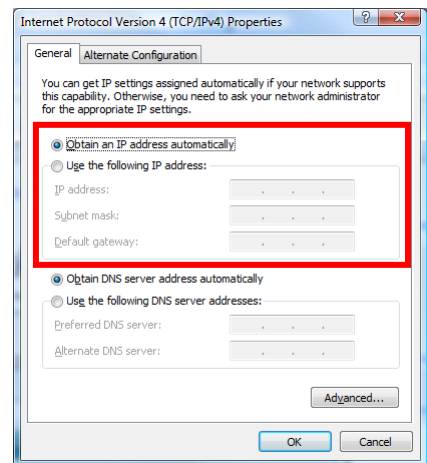 Internet Protocol Version 4 (TCP/IPv4) Properties
General
Alternate Configuration
You can get IP settings assigned automatically if your network supports
this capability. Otherwise, you need to ask your network administrator
for the appropriate IP settings.
Obtain an IP address automatically
Use the following IP address:
IP address:
Subnet mask:
Default gateway:
Obtain DNS server address automatically
Use the following DNS server addresses:
Preferred DNS server:
Alternate DNS server:
Advanced...
OK
Cancel